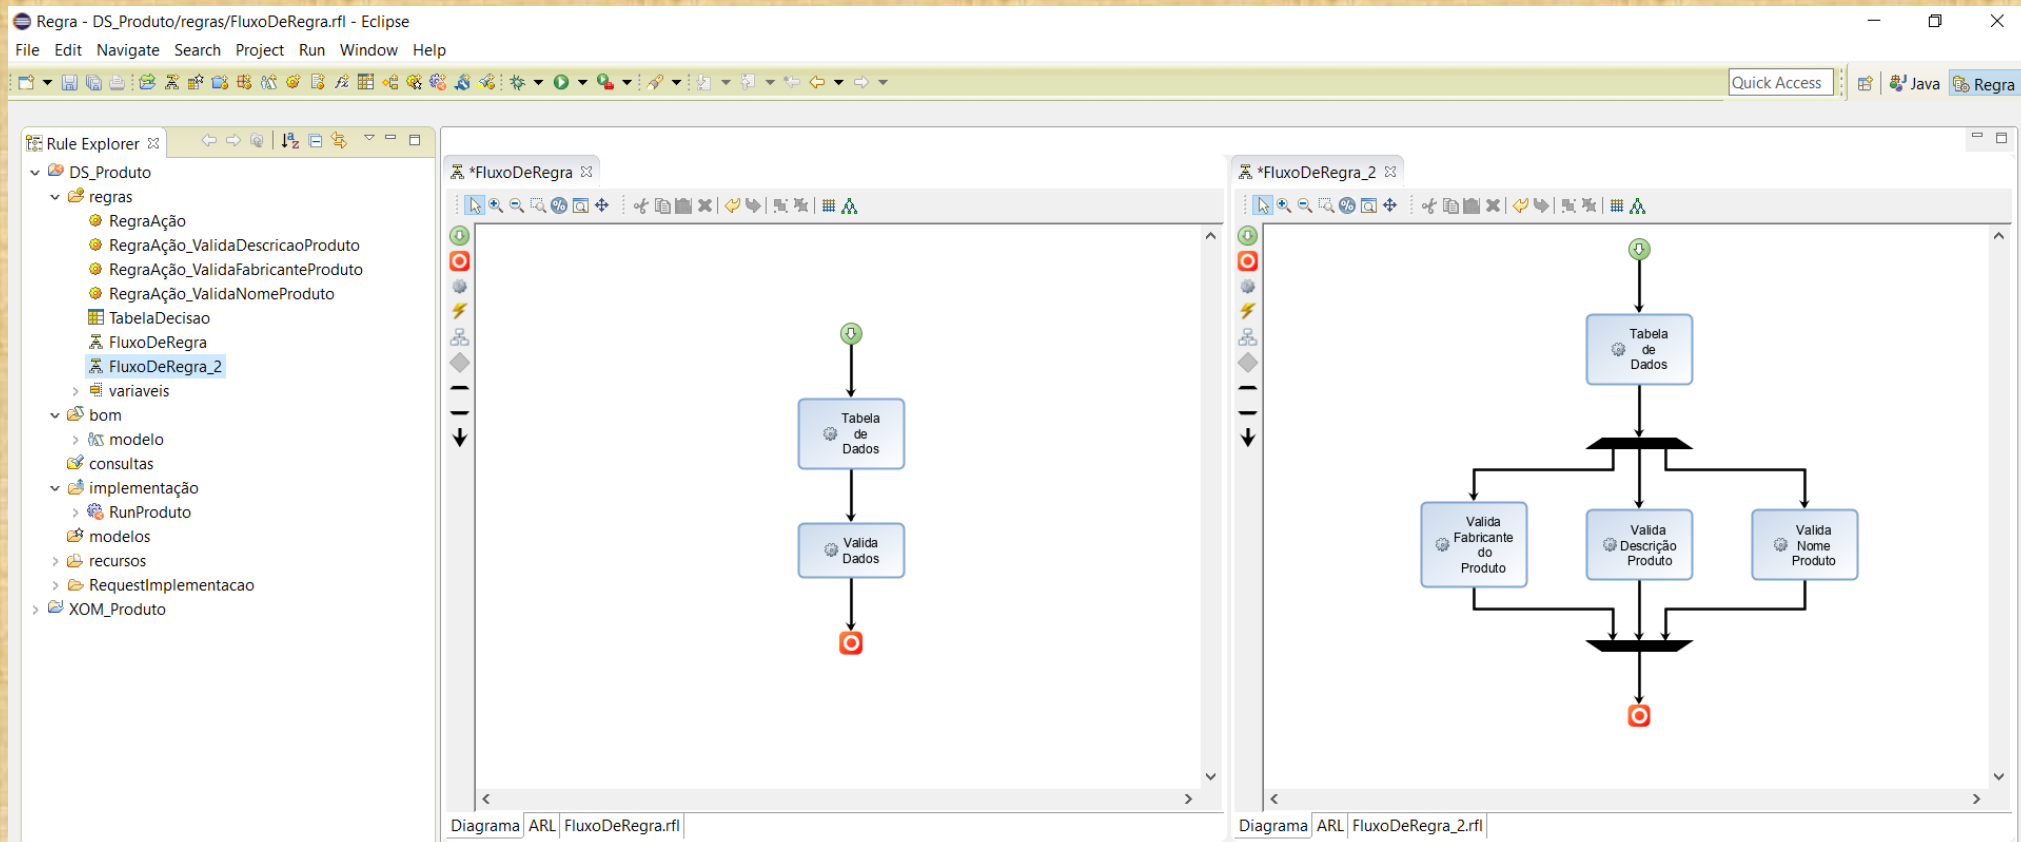 Regra - DS_Produto/regras/FluxoDeRegra.rfl - Eclipse
File Edit Navigate Search Project Run Window Help
Quick Access
Java
Regra
Rule Explorer
DS_Produto
regras
RegraAção
RegraAção_ValidaDescricaoProduto
RegraAção_ValidaFabricanteProduto
RegraAção_ValidaNomeProduto
TabelaDecisao
FluxoDeRegra
FluxoDeRegra_2
variaveis
bom
modelo
consultas
implementação
RunProduto
modelos
recursos
RequestImplementacao
XOM_Produto
*FluxoDeRegra
Tabela
de
Dados
Valida
Dados
Diagrama ARL FluxoDeRegra.rfl
*FluxoDeRegra_2
Tabela
de
Dados
Valida
Fabricante
do
Produto
Valida
Descrição
Produto
Valida
Nome
Produto
Diagrama ARL FluxoDeRegra_2.rfl